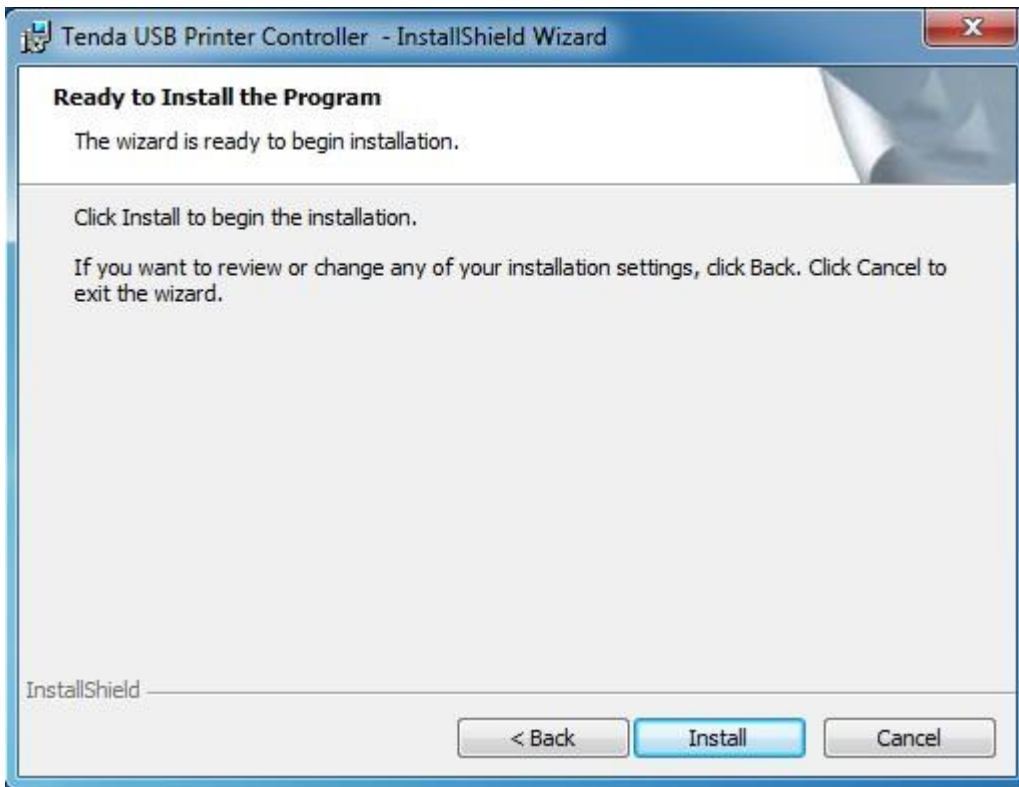 Tenda USB Printer Controller - InstallShield Wizard
Ready to Install the Program
The wizard is ready to begin installation.
Click Install to begin the installation.
If you want to review or change any of your installation settings, click Back. Click Cancel to
exit the wizard.
InstallShield
< Back
Install
Cancel